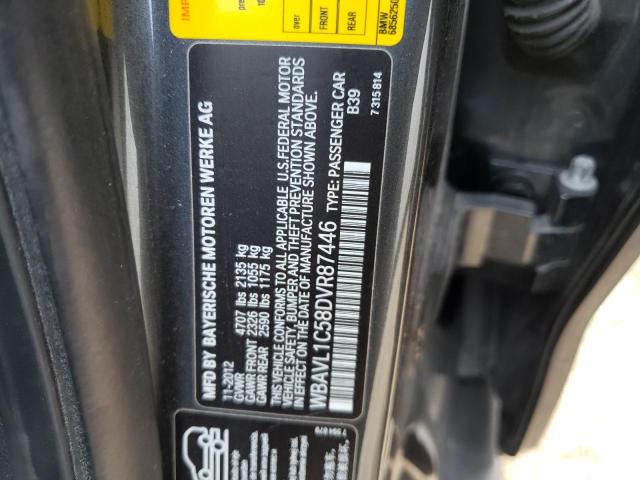 MFD BY BAYERISCHE MOTOREN WERKE AG
11-2012
GVWR 4707 lbs 2135 kg
GAWR FRONT 2326 lbs 1055 kg
GAWR REAR 2590 lbs 1175 kg
THIS VEHICLE CONFORMS TO ALL APPLICABLE U.S.FEDERAL MOTOR
VEHICLE SAFETY, BUMPER AND THEFT PREVENTION STANDARDS
IN EFFECT ON THE DATE OF MANUFACTURE SHOWN ABOVE.
WBAVL1C58DVR87446 TYPE: PASSENGER CAR
B39
7 315 814
over
FRONT
REAR
BMW